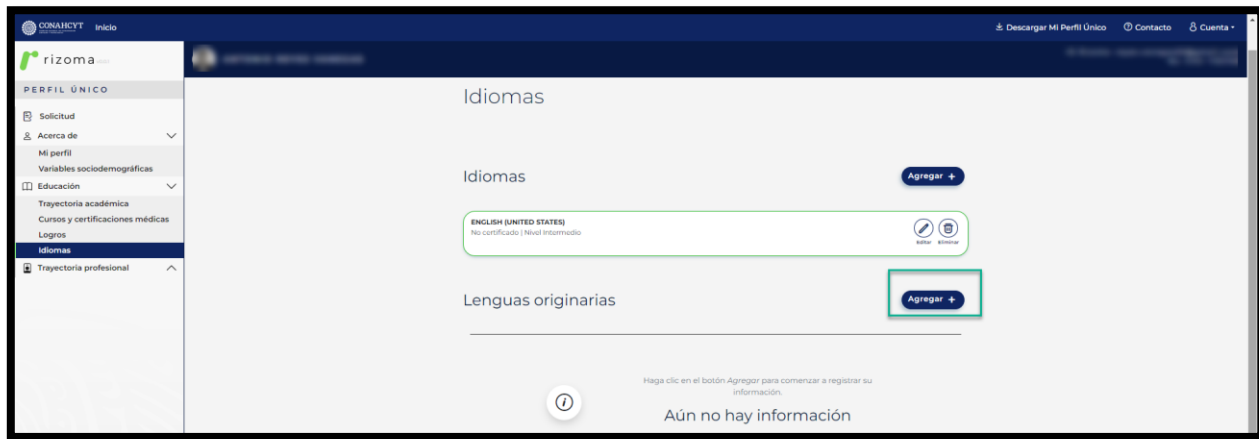 CONAHCYT Inicio
Descargar Mi Perfil Único Contacto Cuenta
rizoma
PERFIL ÚNICO
Solicitud
Acerca de
Mi perfil
Variables sociodemográficas
Educación
Trayectoria académica
Cursos y certificaciones médicas
Logros
Idiomas
Trayectoria profesional
Idiomas
Idiomas
Agregar +
ENGLISH (UNITED STATES)
No certificado | Nivel Intermedio
Editar Eliminar
Lenguas originarias
Agregar +
Haga clic en el botón Agregar para comenzar a registrar su
información.
Aún no hay información